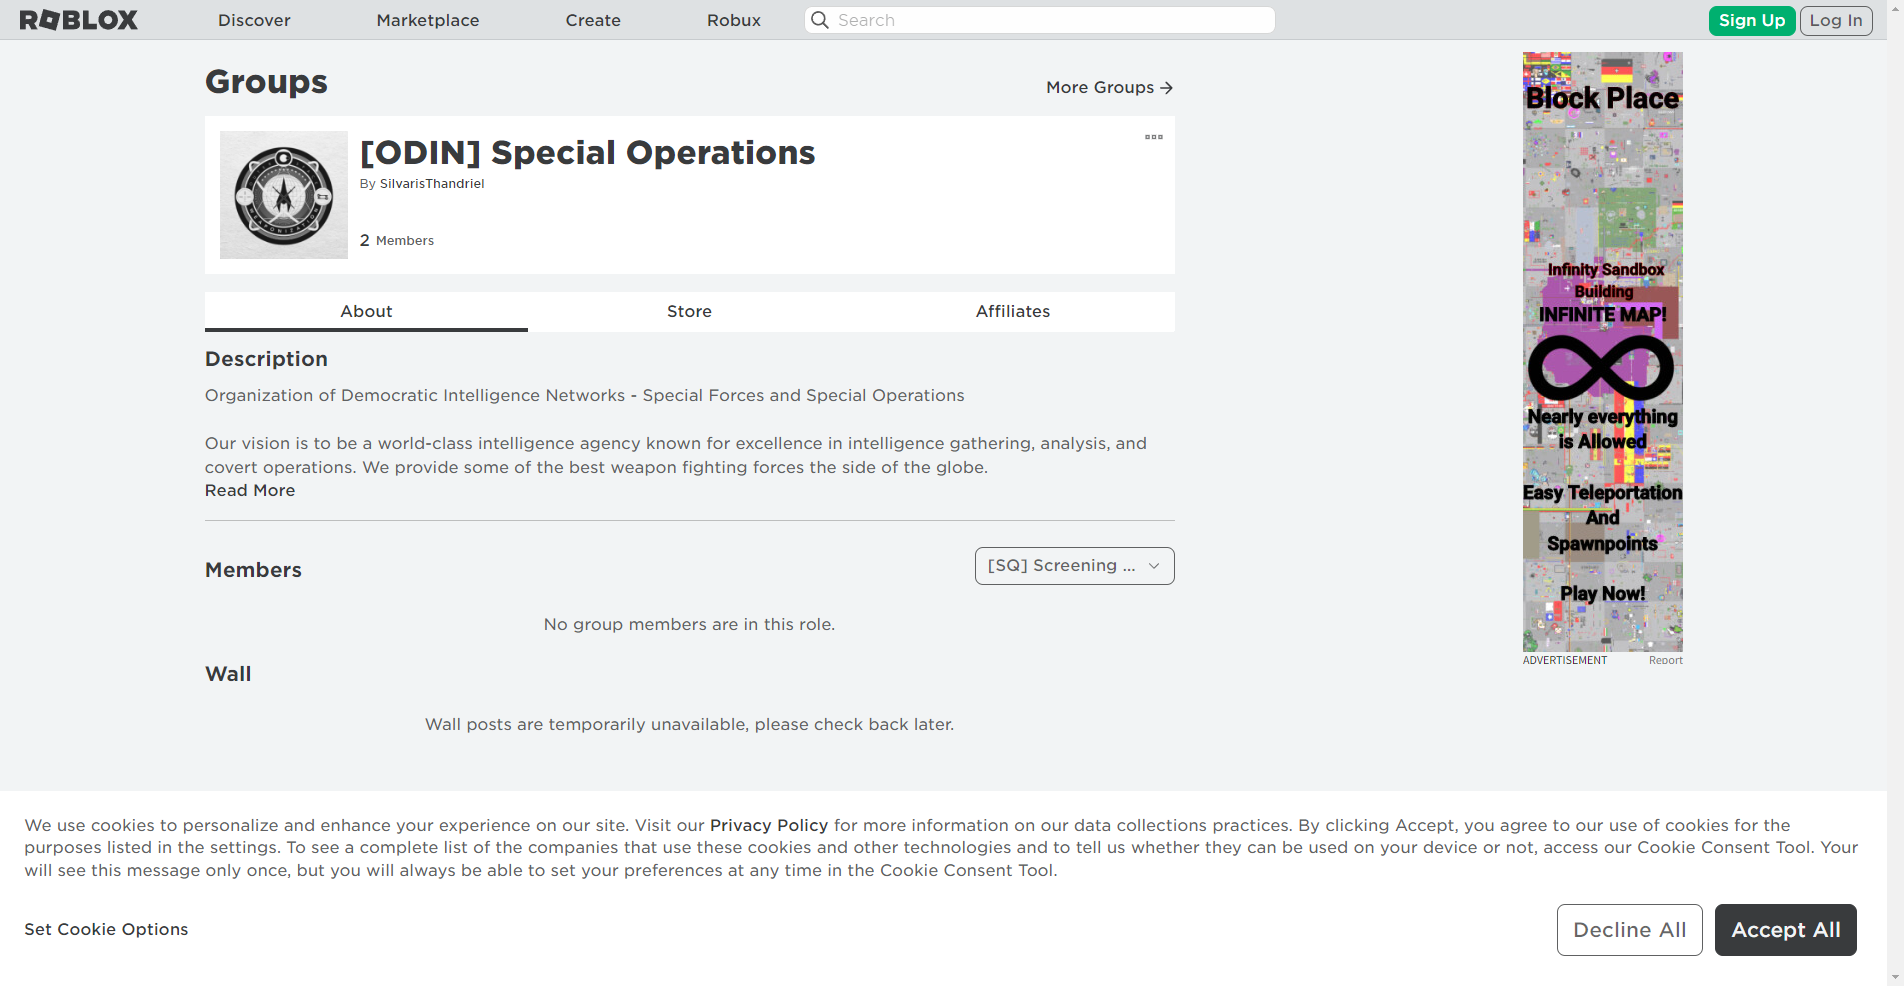 ROBLOX
Discover
Marketplace
Create
Robux
Search
Sign Up
Log In
Groups
More Groups
[ODIN] Special Operations
By SilvarisThandriel
2 Members
About
Store
Affiliates
Description
Organization of Democratic Intelligence Networks - Special Forces and Special Operations
Our vision is to be a world-class intelligence agency known for excellence in intelligence gathering, analysis, and
covert operations. We provide some of the best weapon fighting forces the side of the globe.
Read More
Members
[SQ] Screening ...
No group members are in this role.
Wall
Wall posts are temporarily unavailable, please check back later.
Block Place
Infinity Sandbox
Building
INFINITE MAP!
Nearly everything
is Allowed
Easy Teleportation
And
Spawnpoints
Play Now!
ADVERTISEMENT
Report
We use cookies to personalize and enhance your experience on our site. Visit our Privacy Policy for more information on our data collections practices. By clicking Accept, you agree to our use of cookies for the
purposes listed in the settings. To see a complete list of the companies that use these cookies and other technologies and to tell us whether they can be used on your device or not, access our Cookie Consent Tool. Your
will see this message only once, but you will always be able to set your preferences at any time in the Cookie Consent Tool.
Set Cookie Options
Decline All
Accept All